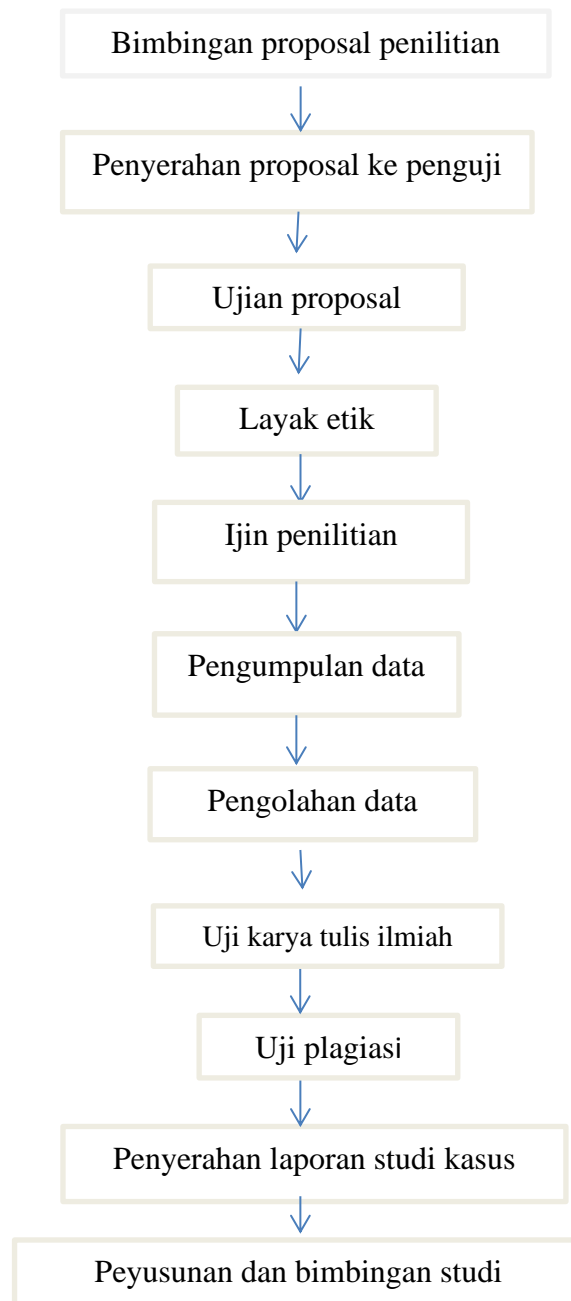 Bimbingan proposal penilitian
Penyerahan proposal ke penguji
Ujian proposal
Layak etik
Ijin penilitian
Pengumpulan data
Pengolahan data
Uji karya tulis ilmiah
Uji plagiasi
Penyerahan laporan studi kasus
Peyusunan dan bimbingan studi